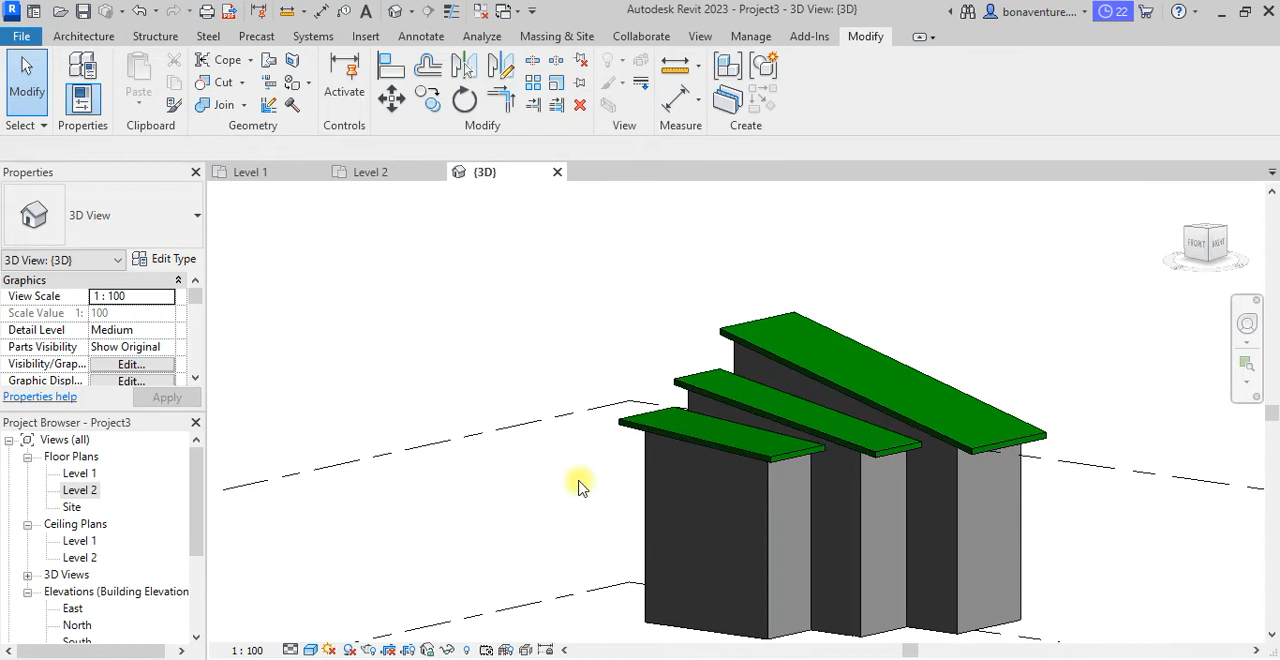 Autodesk Revit 2023 - Project3 - 3D View: {3D}
bonaventure....
22
File
Architecture
Structure
Steel
Precast
Systems
Insert
Annotate
Analyze
Massing & Site
Collaborate
View
Manage
Add-Ins
Modify
Modify
Select
Properties
Paste
Clipboard
Cope
Cut
Join
Geometry
Activate
Controls
Modify
View
Measure
Create
Properties
Level 1
Level 2
{3D}
3D View
3D View: {3D}
Edit Type
Graphics
View Scale
1 : 100
Scale Value 1:
100
Detail Level
Medium
Parts Visibility
Show Original
Visibility/Grap...
Edit...
Graphic Displ...
Edit...
Properties help
Apply
Project Browser - Project3
Views (all)
Floor Plans
Level 1
Level 2
Site
Ceiling Plans
Level 1
Level 2
3D Views
Elevations (Building Elevation
East
North
South
FRONT
1 : 100